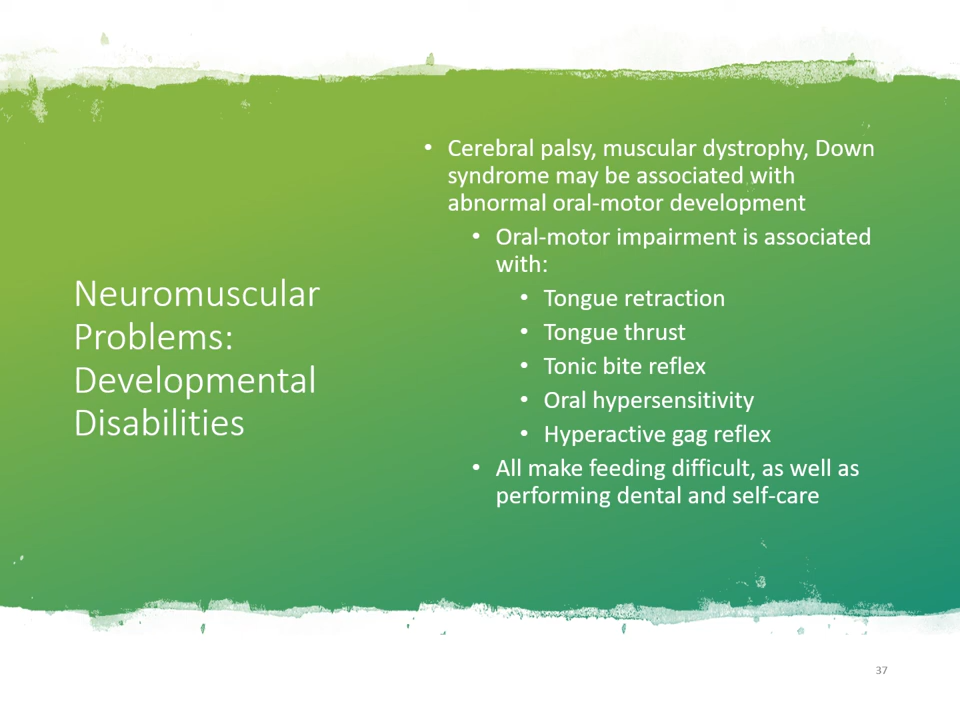 Neuromuscular
Problems:
Developmental
Disabilities
• Cerebral palsy, muscular dystrophy, Down
syndrome may be associated with
abnormal oral-motor development
• Oral-motor impairment is associated
with:
• Tongue retraction
• Tongue thrust
• Tonic bite reflex
• Oral hypersensitivity
• Hyperactive gag reflex
• All make feeding difficult, as well as
performing dental and self-care
37